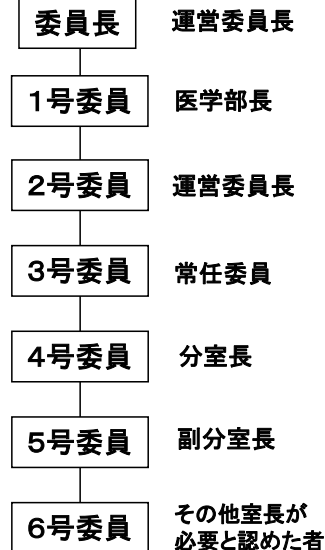 委員長 運営委員長
1号委員 医学部長
2号委員 運営委員長
3号委員 常任委員
4号委員 分室長
5号委員 副分室長
6号委員 その他室長が
必要と認めた者